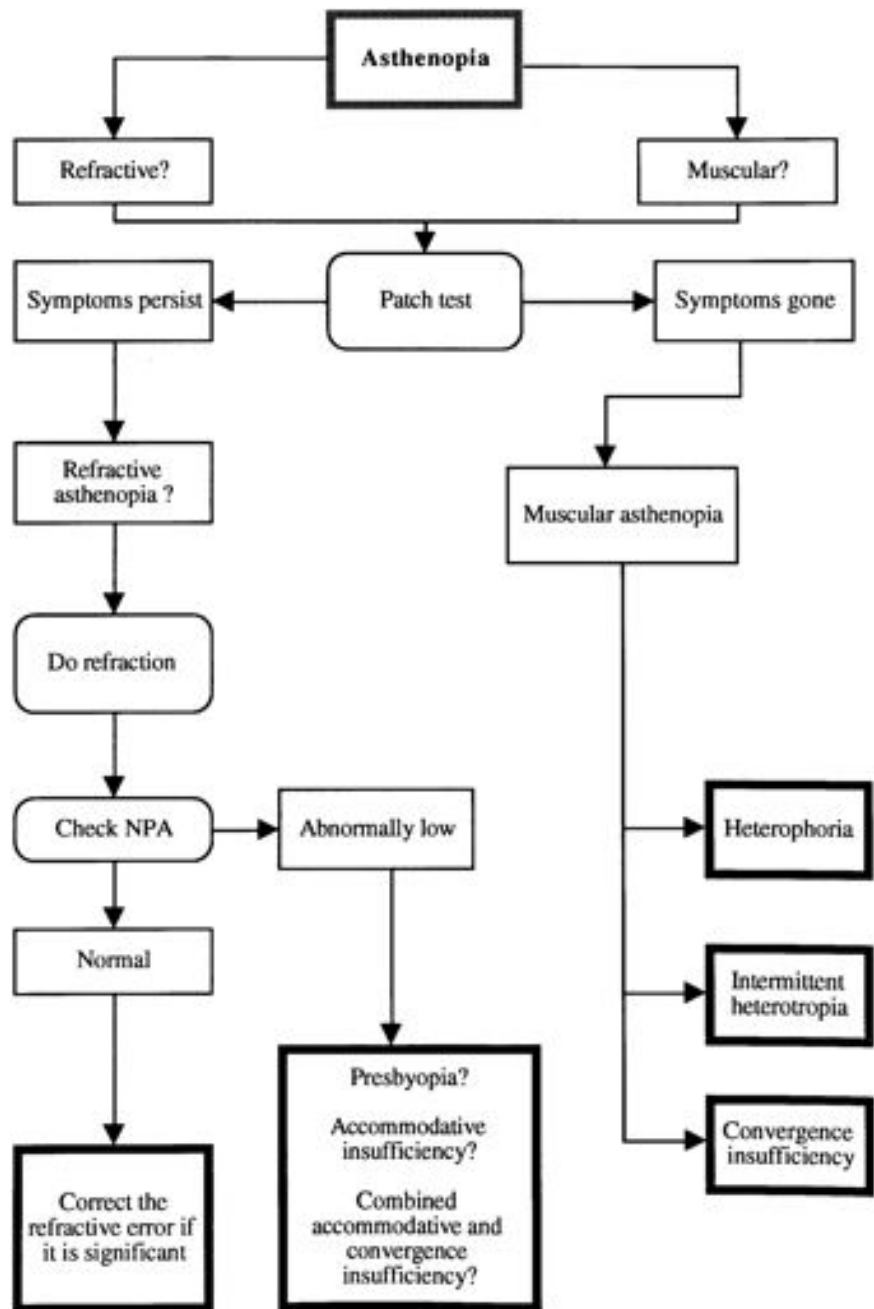 Asthenopia
Refractive?
Muscular?
Symptoms persist
Patch test
Symptoms gone
Refractive
asthenopia ?
Muscular asthenopia
Do refraction
Check NPA
Abnormally low
Heterophoria
Normal
Intermittent
heterotropia
Presbyopia?
Accommodative
insufficiency?
Combined
accommodative and
convergence
insufficiency?
Convergence
insufficiency
Correct the
refractive error if
it is significant